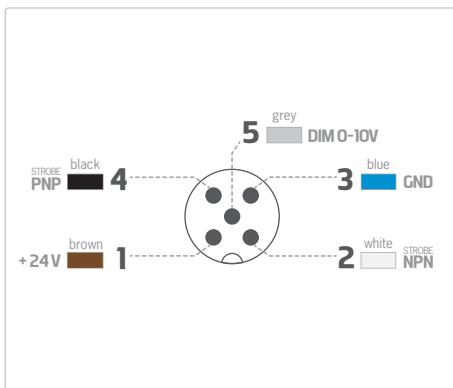 grey
5 DIM 0-10V
black
STROBE
PNP 4
blue
3 GND
brown
+24V 1
white
2 STROBE
NPN